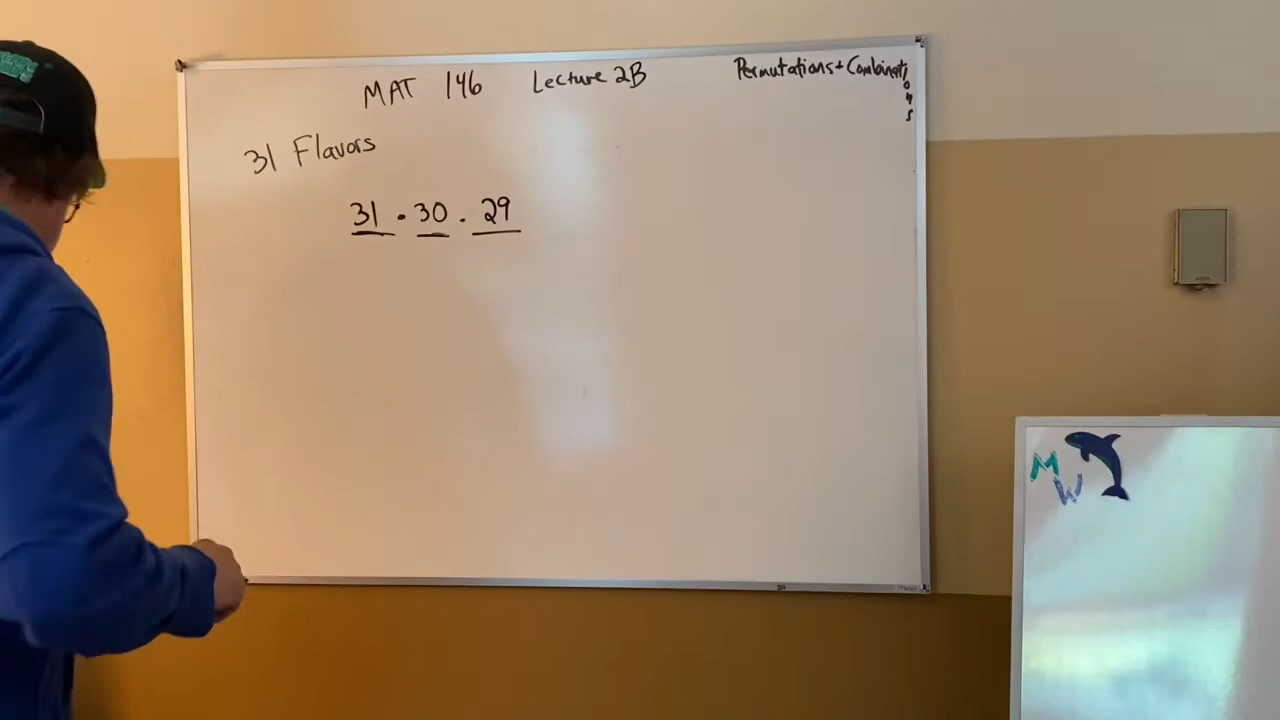 MAT 146 Lecture 2B Permutations + Combinations
31 Flavors
31 · 30 · 29
M
W